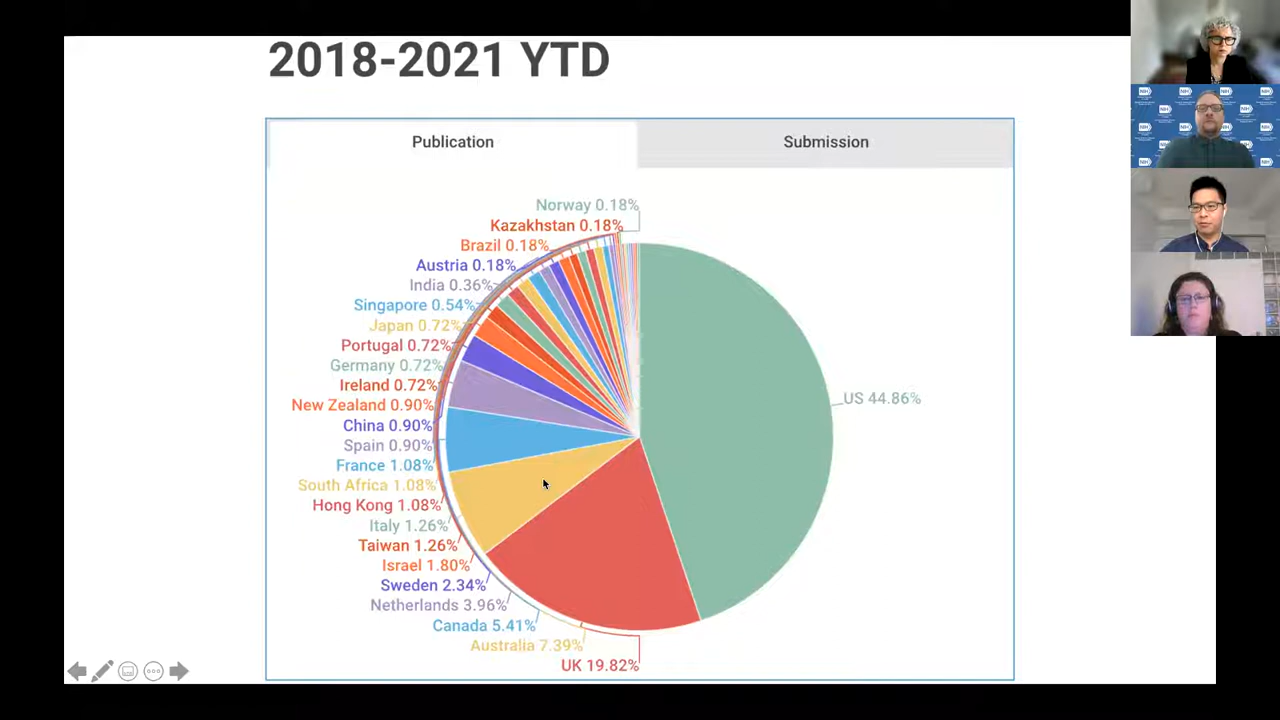 2018-2021 YTD
Publication
Submission
Norway 0.18%
Kazakhstan 0.18%
Brazil 0.18%
Austria 0.18%
India 0.36%
Singapore 0.54%
Japan 0.72%
Portugal 0.72%
Germany 0.72%
Ireland 0.72%
New Zealand 0.90%
China 0.90%
Spain 0.90%
France 1.08%
South Africa 1.08%
Hong Kong 1.08%
Italy 1.26%
Taiwan 1.26%
Israel 1.80%
Sweden 2.34%
Netherlands 3.96%
Canada 5.41%
Australia 7.39%
UK 19.82%
US 44.86%
NIH